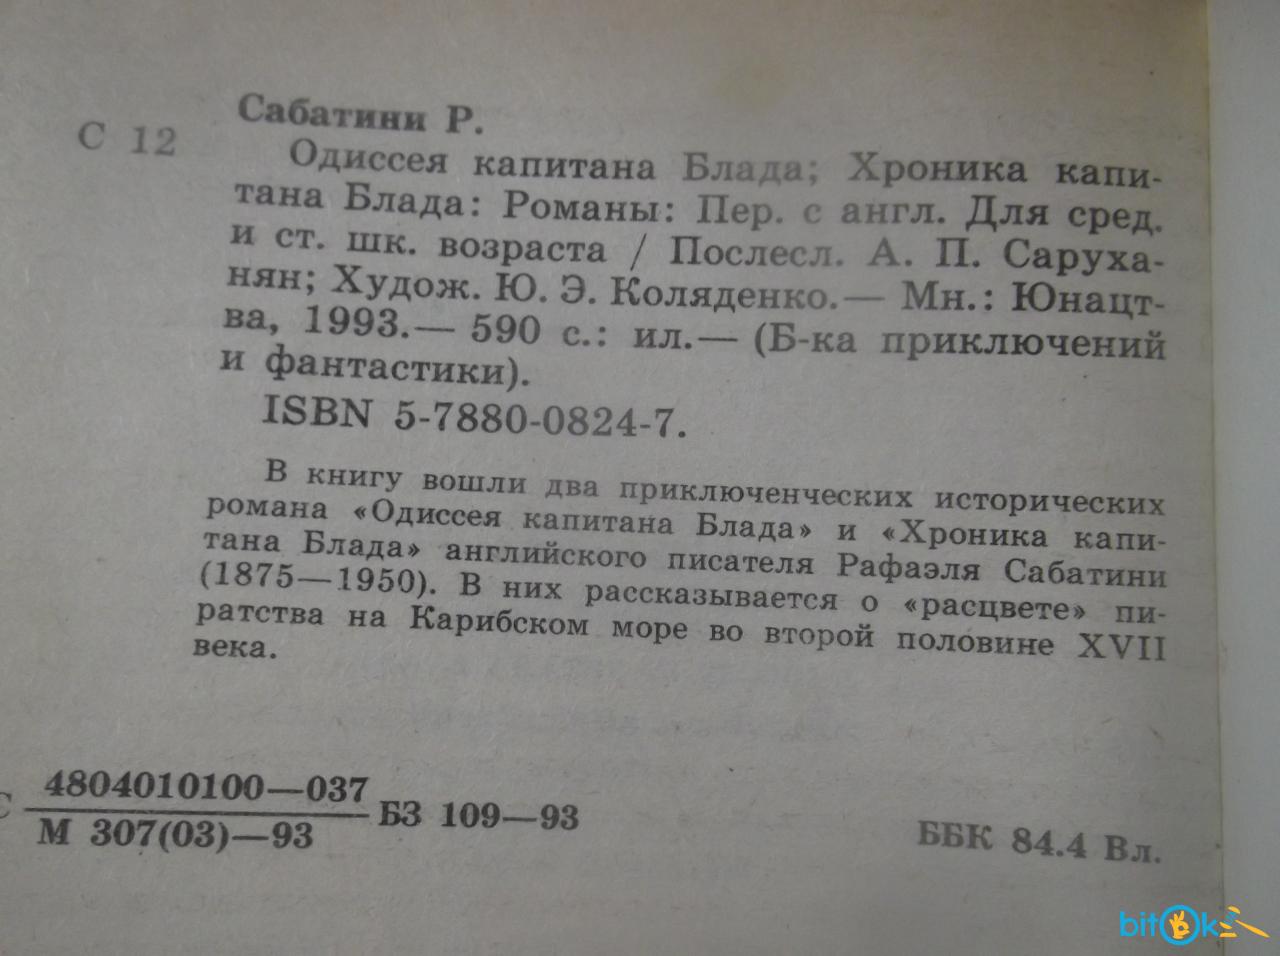 Сабатини Р.
С 12
Одиссея капитана Блада; Хроника капи-
тана Блада: Романы: Пер. с англ. Для сред.
и ст. шк. возраста / Послесл. А. П. Саруха-
нян; Худож. Ю. Э. Коляденко.— Мн.: Юнацт-
ва, 1993.— 590 с.: ил.— (Б-ка приключений
и фантастики).
ISBN 5-7880-0824-7.
В книгу вошли два приключенческих исторических
романа «Одиссея капитана Блада» и «Хроника капи-
тана Блада» английского писателя Рафаэля Сабатини
(1875—1950). В них рассказывается о «расцвете» пи-
ратства на Карибском море во второй половине XVII
века.
С 4804010100—037
М 307(03)—93
БЗ 109—93
ББК 84.4 Вл.
bitOk